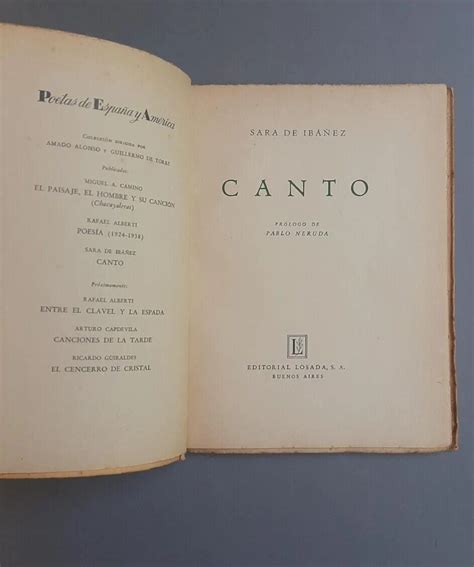 Poetas de España y América
COLECCIÓN DIRIGIDA POR
AMADO ALONSO Y GUILLERMO DE TORRE
Publicados:
MIGUEL A. CAMINO
EL PAISAJE, EL HOMBRE Y SU CANCIÓN
(Chacayaleras)
RAFAEL ALBERTI
POESÍA (1924-1938)
SARA DE IBÁÑEZ
CANTO
Próximamente:
RAFAEL ALBERTI
ENTRE EL CLAVEL Y LA ESPADA
ARTURO CAPDEVILA
CANCIONES DE LA TARDE
RICARDO GÜIRALDES
EL CENCERRO DE CRISTAL
SARA DE IBÁÑEZ
CANTO
PRÓLOGO DE
PABLO NERUDA
L
EDITORIAL LOSADA, S. A.
BUENOS AIRES